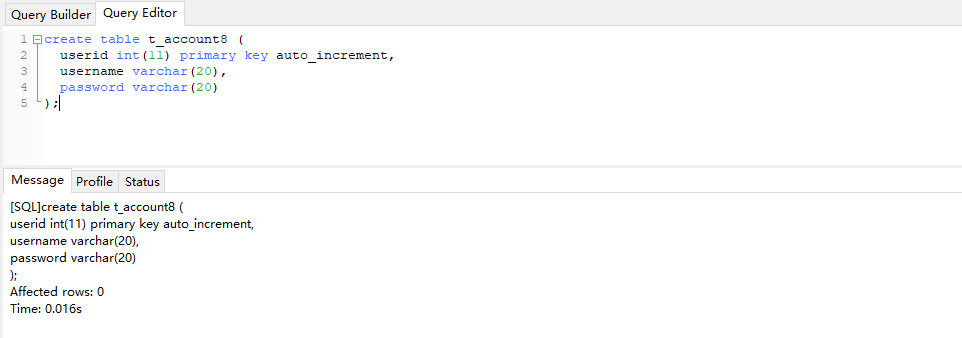 Query Builder Query Editor
1 create table t_account8 (
2 userid int(11) primary key auto_increment,
3 username varchar(20),
4 password varchar(20)
5 );
Message Profile Status
[SQL]create table t_account8 (
userid int(11) primary key auto_increment,
username varchar(20),
password varchar(20)
);
Affected rows: 0
Time: 0.016s